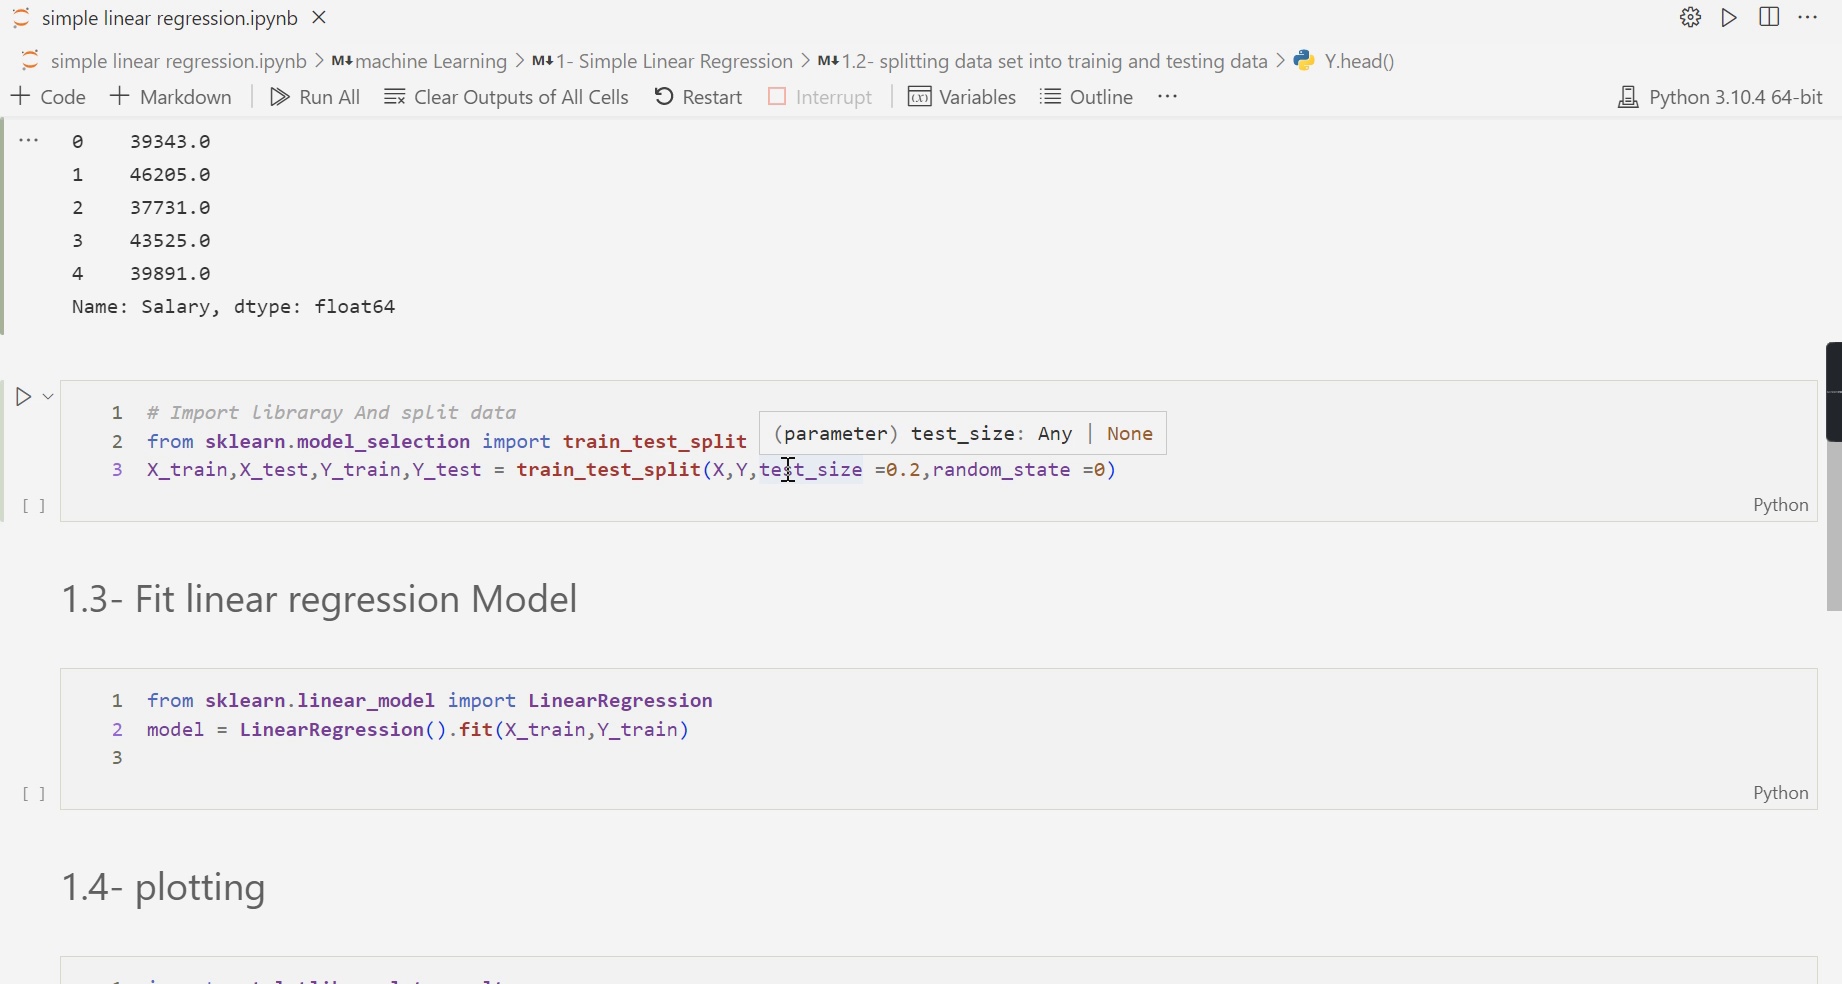 simple linear regression.ipynb
simple linear regression.ipynb > M↓machine Learning > M↓1- Simple Linear Regression > M↓1.2- splitting data set into trainig and testing data > Y.head()
+ Code + Markdown Run All Clear Outputs of All Cells Restart Interrupt Variables Outline ... Python 3.10.4 64-bit
... 0 39343.0
1 46205.0
2 37731.0
3 43525.0
4 39891.0
Name: Salary, dtype: float64
1 # Import libraray And split data
(parameter) test_size: Any | None
2 from sklearn.model_selection import train_test_split
3 X_train,X_test,Y_train,Y_test = train_test_split(X,Y,test_size =0.2,random_state =0)
[ ] Python
1.3- Fit linear regression Model
1 from sklearn.linear_model import LinearRegression
2 model = LinearRegression().fit(X_train,Y_train)
3
[ ] Python
1.4- plotting